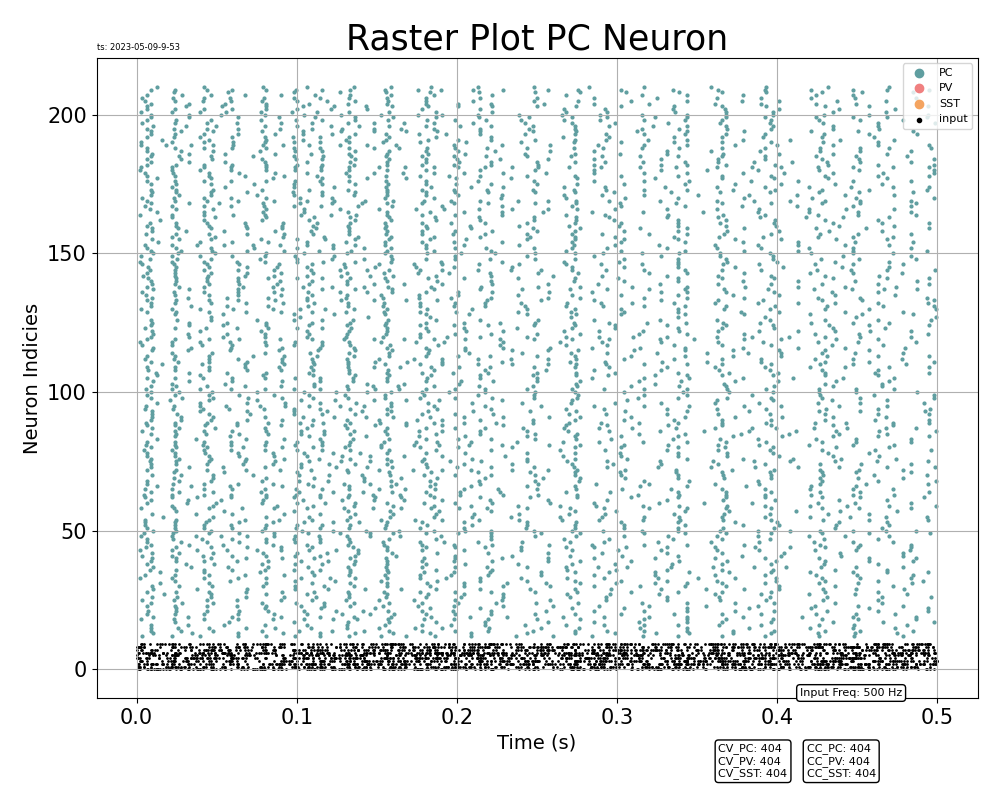 Raster Plot PC Neuron
ts: 2023-05-09-9-53
PC
PV
SST
input
200
150
100
50
0
Neuron Indicies
0.0 0.1 0.2 0.3 0.4 0.5
Time (s)
Input Freq: 500 Hz
CV_PC: 404
CV_PV: 404
CV_SST: 404
CC_PC: 404
CC_PV: 404
CC_SST: 404